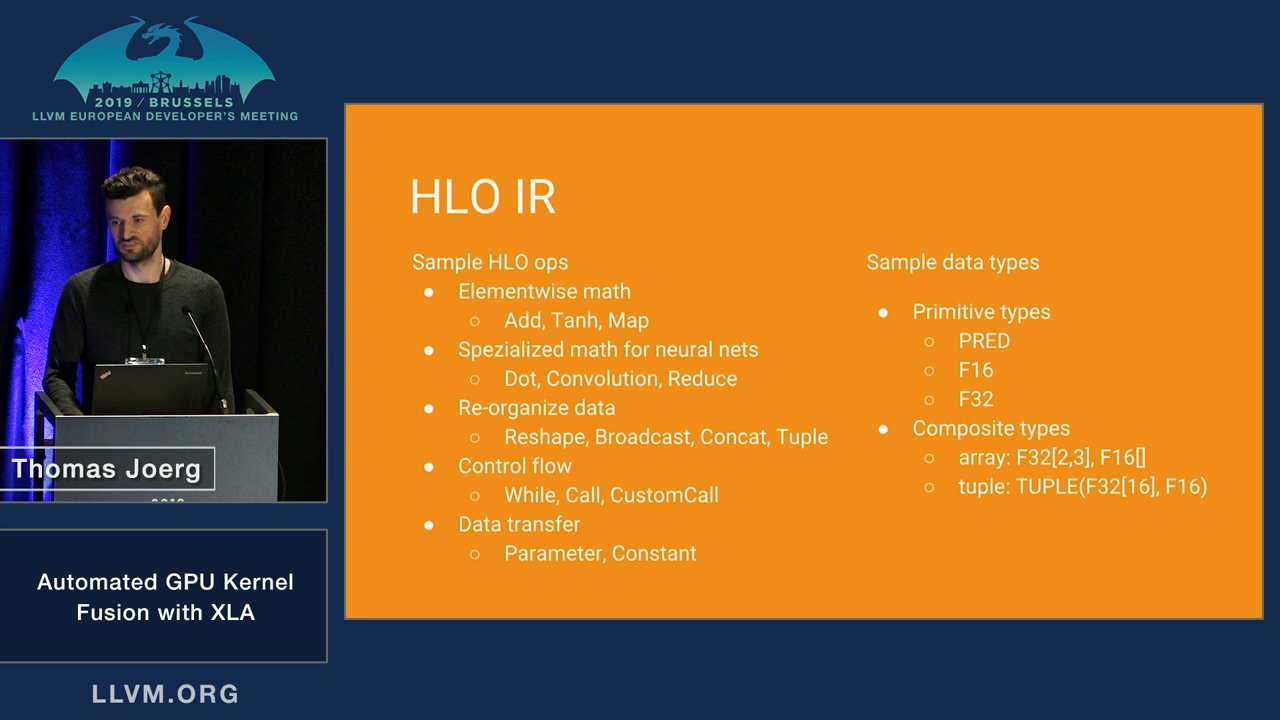 2019 / BRUSSELS
LLVM EUROPEAN DEVELOPER'S MEETING
Thomas Joerg
Automated GPU Kernel
Fusion with XLA
LLVM.ORG
HLO IR
Sample HLO ops
Elementwise math
Add, Tanh, Map
Spezialized math for neural nets
Dot, Convolution, Reduce
Re-organize data
Reshape, Broadcast, Concat, Tuple
Control flow
While, Call, CustomCall
Data transfer
Parameter, Constant
Sample data types
Primitive types
PRED
F16
F32
Composite types
array: F32[2,3], F16[]
tuple: TUPLE(F32[16], F16)